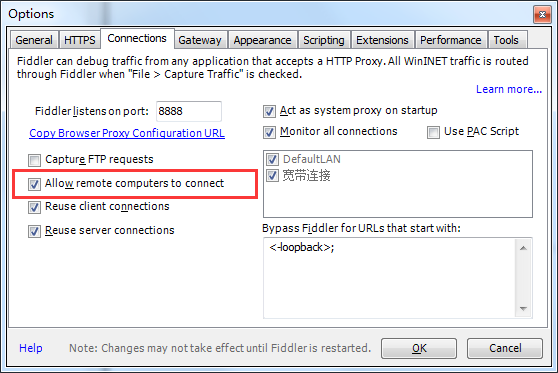 Options
General HTTPS Connections Gateway Appearance Scripting Extensions Performance Tools
Fiddler can debug traffic from any application that accepts a HTTP Proxy. All WinINET traffic is routed
through Fiddler when "File > Capture Traffic" is checked.
Learn more...
Fiddler listens on port: 8888
Copy Browser Proxy Configuration URL
Capture FTP requests
Allow remote computers to connect
Reuse client connections
Reuse server connections
Act as system proxy on startup
Monitor all connections Use PAC Script
DefaultLAN
宽带连接
Bypass Fiddler for URLs that start with:
<-loopback>;
Help Note: Changes may not take effect until Fiddler is restarted. OK Cancel